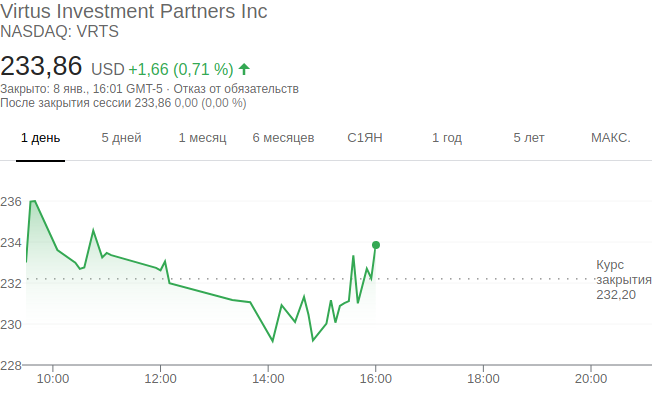 Virtus Investment Partners Inc
NASDAQ: VRTS
233,86 USD +1,66 (0,71 %)
Закрыто: 8 янв., 16:01 GMT-5 · Отказ от обязательств
После закрытия сессии 233,86 0,00 (0,00 %)
1 день 5 дней 1 месяц 6 месяцев С1ЯН 1 год 5 лет МАКС.
236
234
232
230
228
Курс
закрытия
232,20
10:00 12:00 14:00 16:00 18:00 20:00